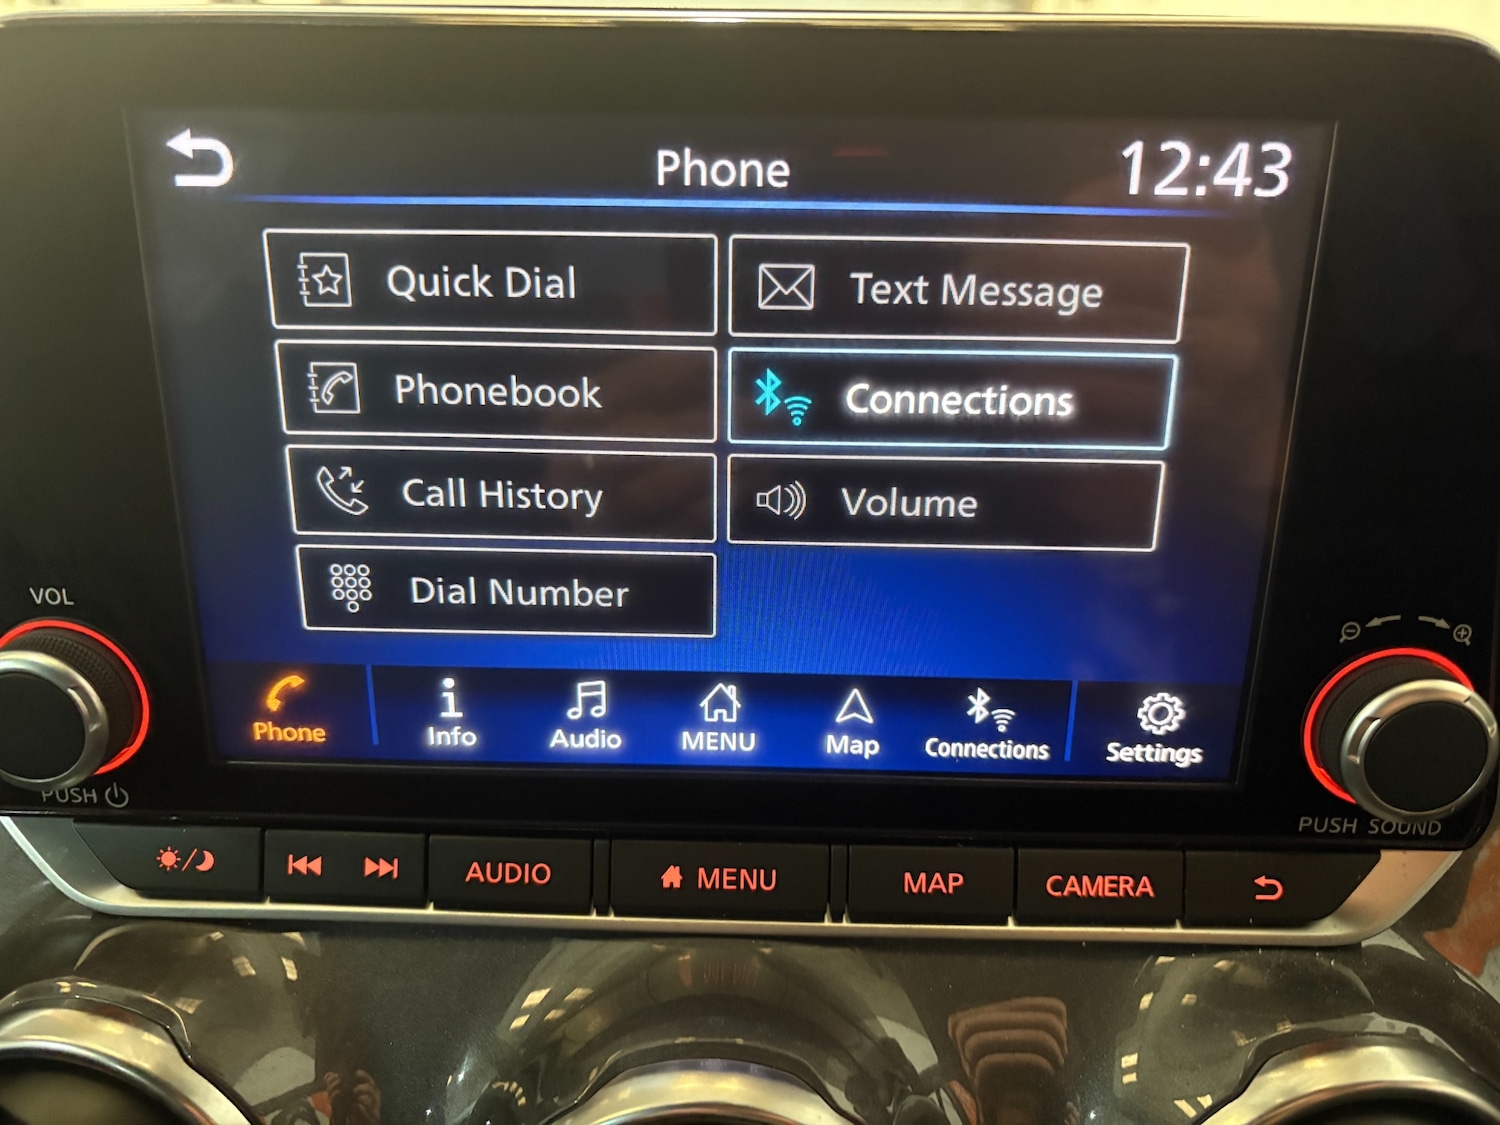 Phone
12:43
Quick Dial
Text Message
Phonebook
Connections
Call History
Volume
Dial Number
VOL
PUSH
Phone
Info
Audio
MENU
Map
Connections
Settings
PUSH SOUND
AUDIO
MENU
MAP
CAMERA